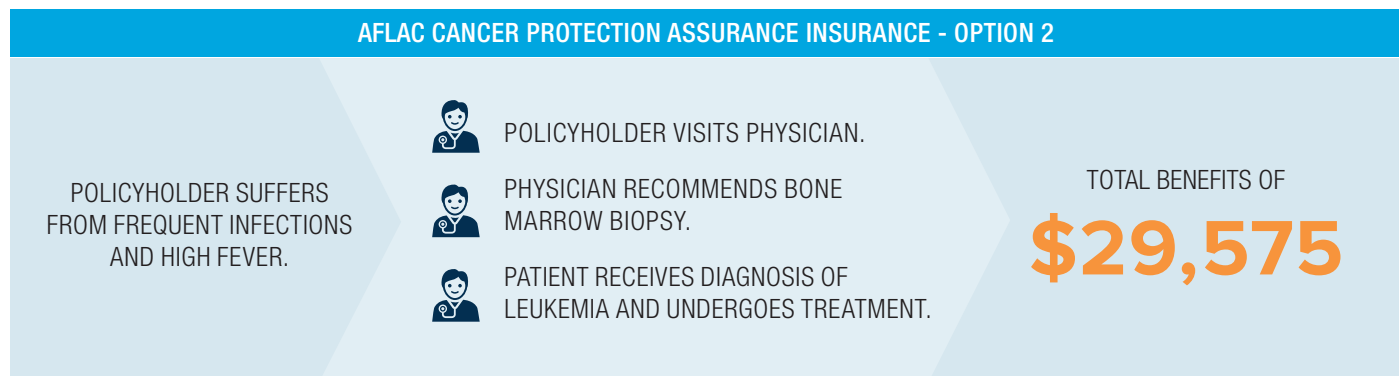 AFLAC CANCER PROTECTION ASSURANCE INSURANCE - OPTION 2
POLICYHOLDER SUFFERS
FROM FREQUENT INFECTIONS
AND HIGH FEVER.
POLICYHOLDER VISITS PHYSICIAN.
PHYSICIAN RECOMMENDS BONE
MARROW BIOPSY.
PATIENT RECEIVES DIAGNOSIS OF
LEUKEMIA AND UNDERGOES TREATMENT.
TOTAL BENEFITS OF
$29,575